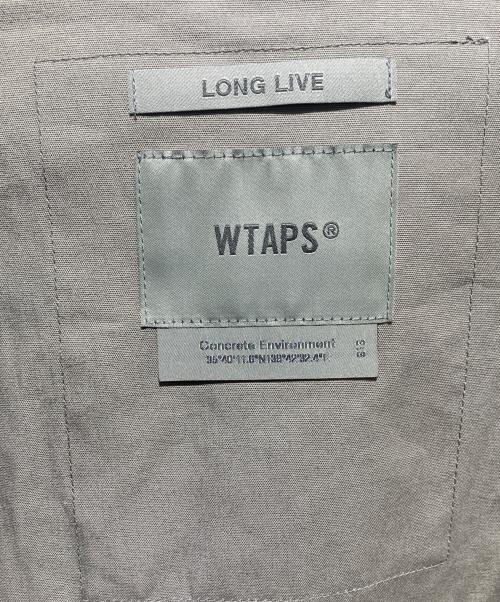 LONG LIVE
WTAPS®
Concrete Environment
35°40'11.6"N139°42'32.4"E